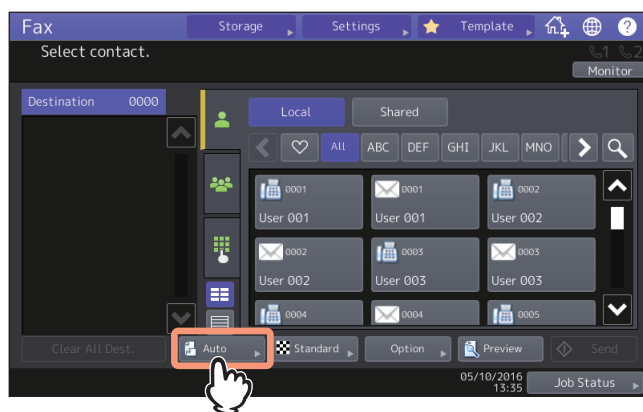 Fax Storage Settings Template ?
Select contact.
1 2
Monitor
Destination 0000
Local Shared
All ABC DEF GHI JKL MNO
0001 0001 0002
User 001 User 001 User 002
0002 0003 0003
User 002 User 003 User 003
0004 0004 0005
Clear All Dest. Auto Standard Option Preview Send
05/10/2016
13:35
Job Status